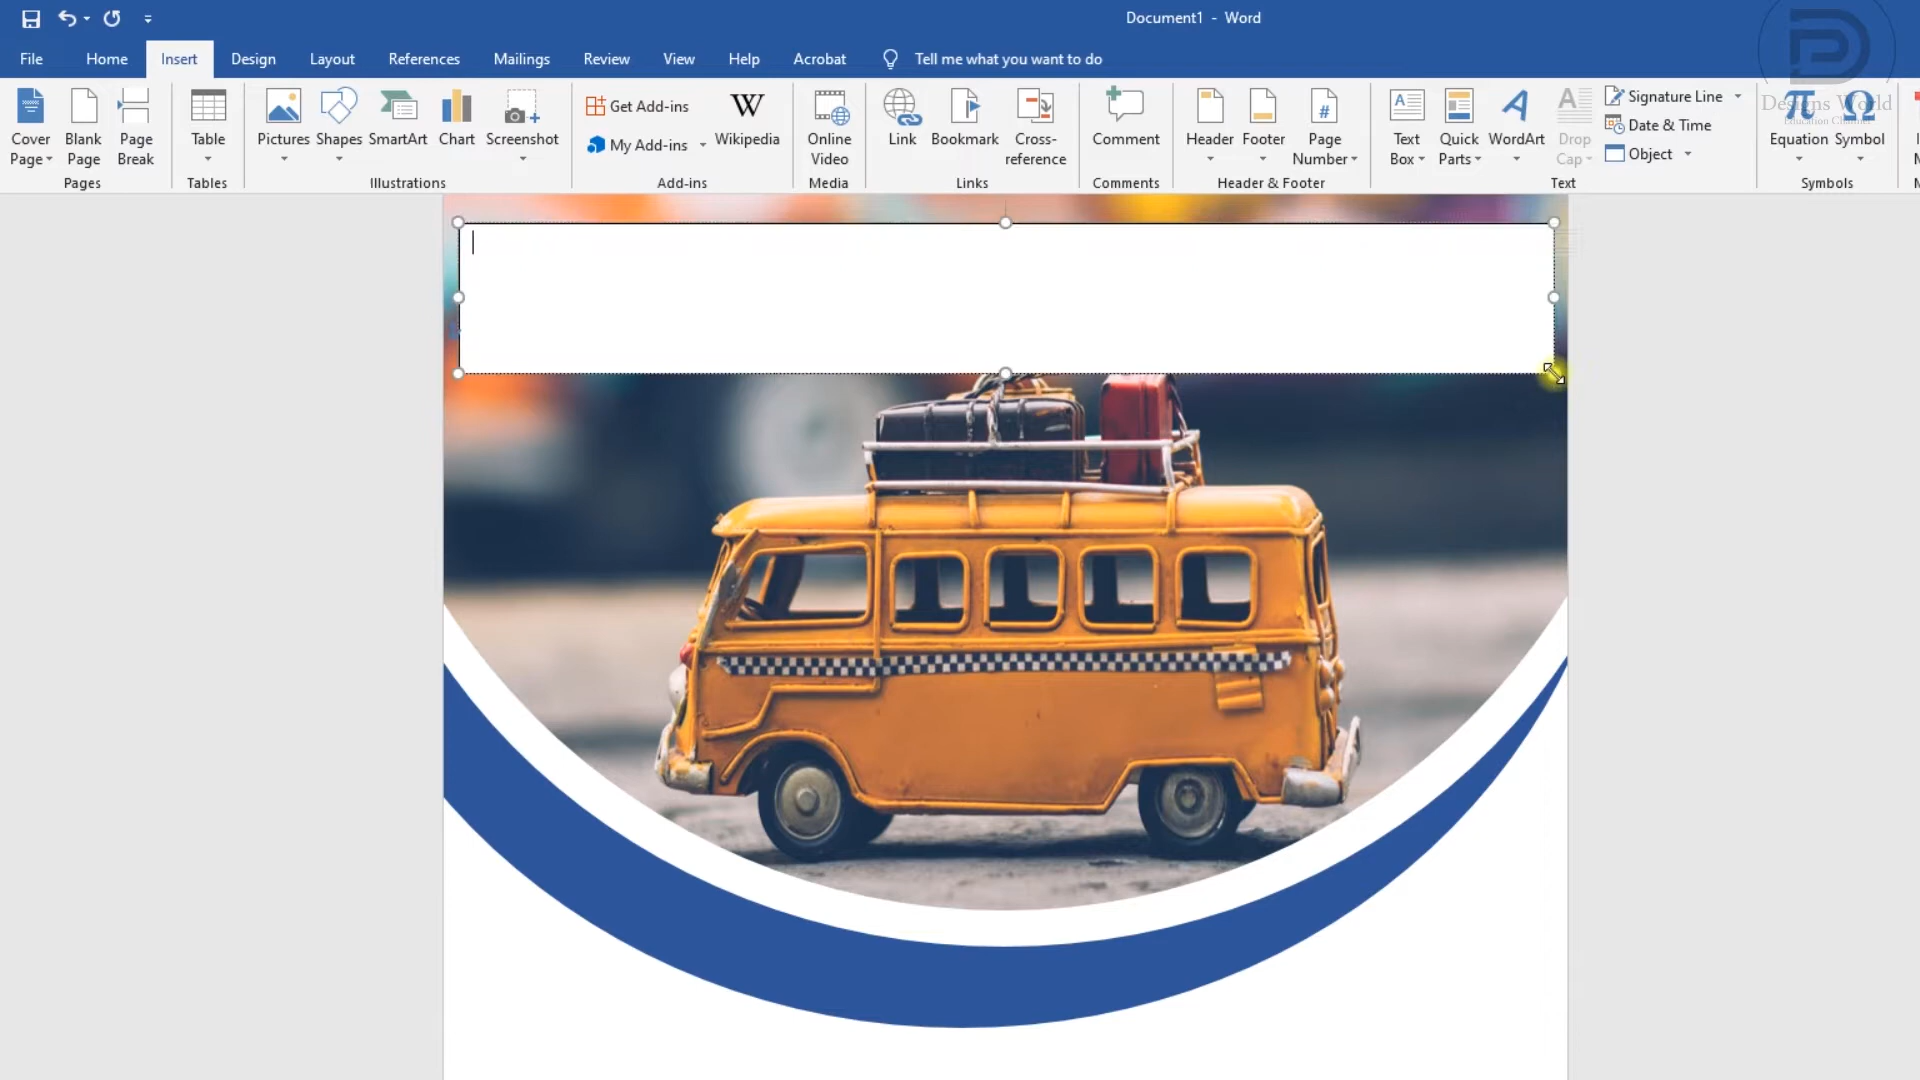 Document1 - Word
File Home Insert Design Layout References Mailings Review View Help Acrobat Tell me what you want to do
Cover Page
Blank Page
Page Break
Pages
Table
Tables
Pictures
Shapes
SmartArt
Chart
Screenshot
Illustrations
Get Add-ins
My Add-ins
W
Wikipedia
Add-ins
Online Video
Media
Link
Bookmark
Cross-reference
Links
Comment
Comments
Header
Footer
#
Page Number
Header & Footer
A
Text Box
Quick Parts
A
WordArt
A
Drop Cap
Signature Line
Date & Time
Object
Text
π
Equation
Ω
Symbol
Symbols
Designs World